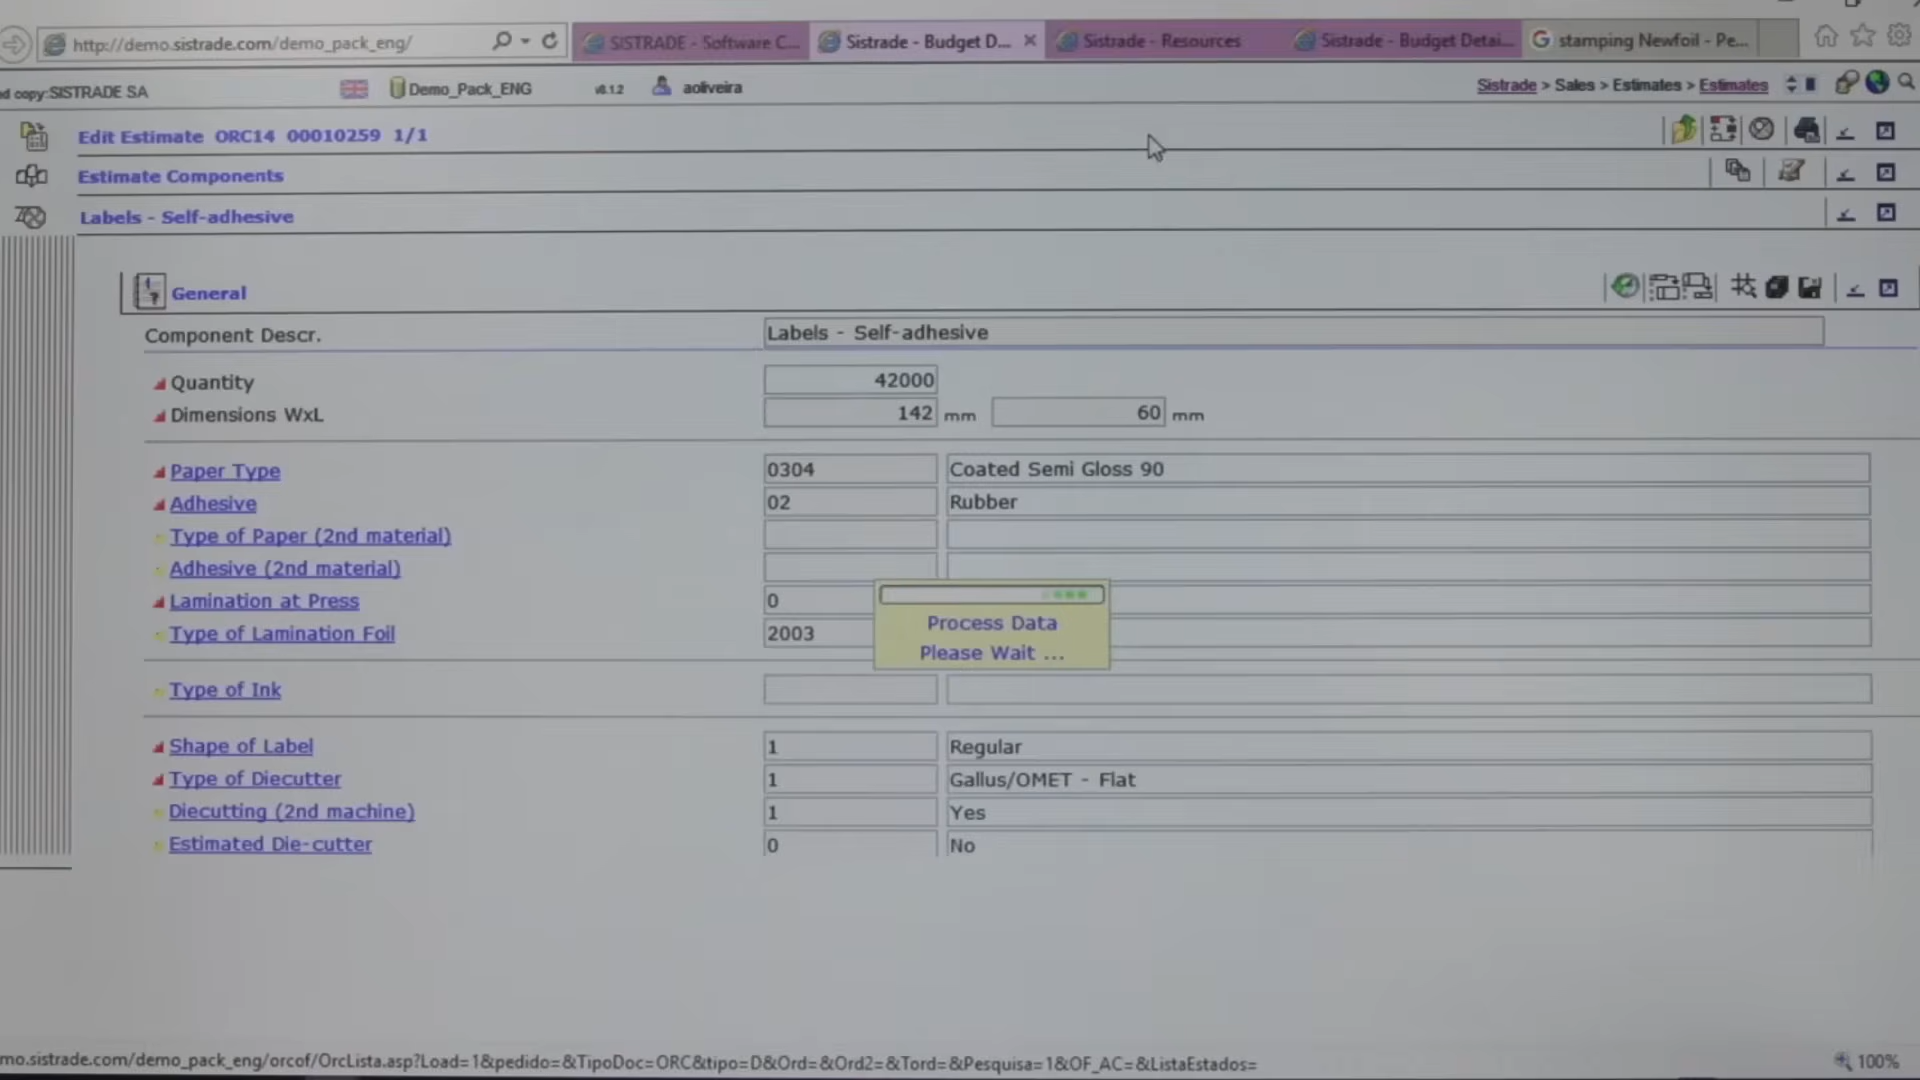 http://demo.sistrade.com/demo_pack_eng/
SISTRADE - Software C...
Sistrade - Budget D...
Sistrade - Resources
Sistrade - Budget Detai...
stamping Newfoil - Pe...
d copy:SISTRADE SA
Demo_Pack_ENG
v8.1.2
aoliveira
Sistrade > Sales > Estimates > Estimates
Edit Estimate ORC14 00010259 1/1
Estimate Components
Labels - Self-adhesive
General
Component Descr. Labels - Self-adhesive
Quantity 42000
Dimensions WxL 142 mm 60 mm
Paper Type 0304 Coated Semi Gloss 90
Adhesive 02 Rubber
Type of Paper (2nd material)
Adhesive (2nd material)
Lamination at Press 0
Type of Lamination Foil 2003
Process Data
Please Wait ...
Type of Ink
Shape of Label 1 Regular
Type of Diecutter 1 Gallus/OMET - Flat
Diecutting (2nd machine) 1 Yes
Estimated Die-cutter 0 No
mo.sistrade.com/demo_pack_eng/orcof/OrcLista.asp?Load=1&pedido=&TipoDoc=ORC&tipo=D&Ord=&Ord2=&Tord=&Pesquisa=1&OF_AC=&ListaEstados=
100%